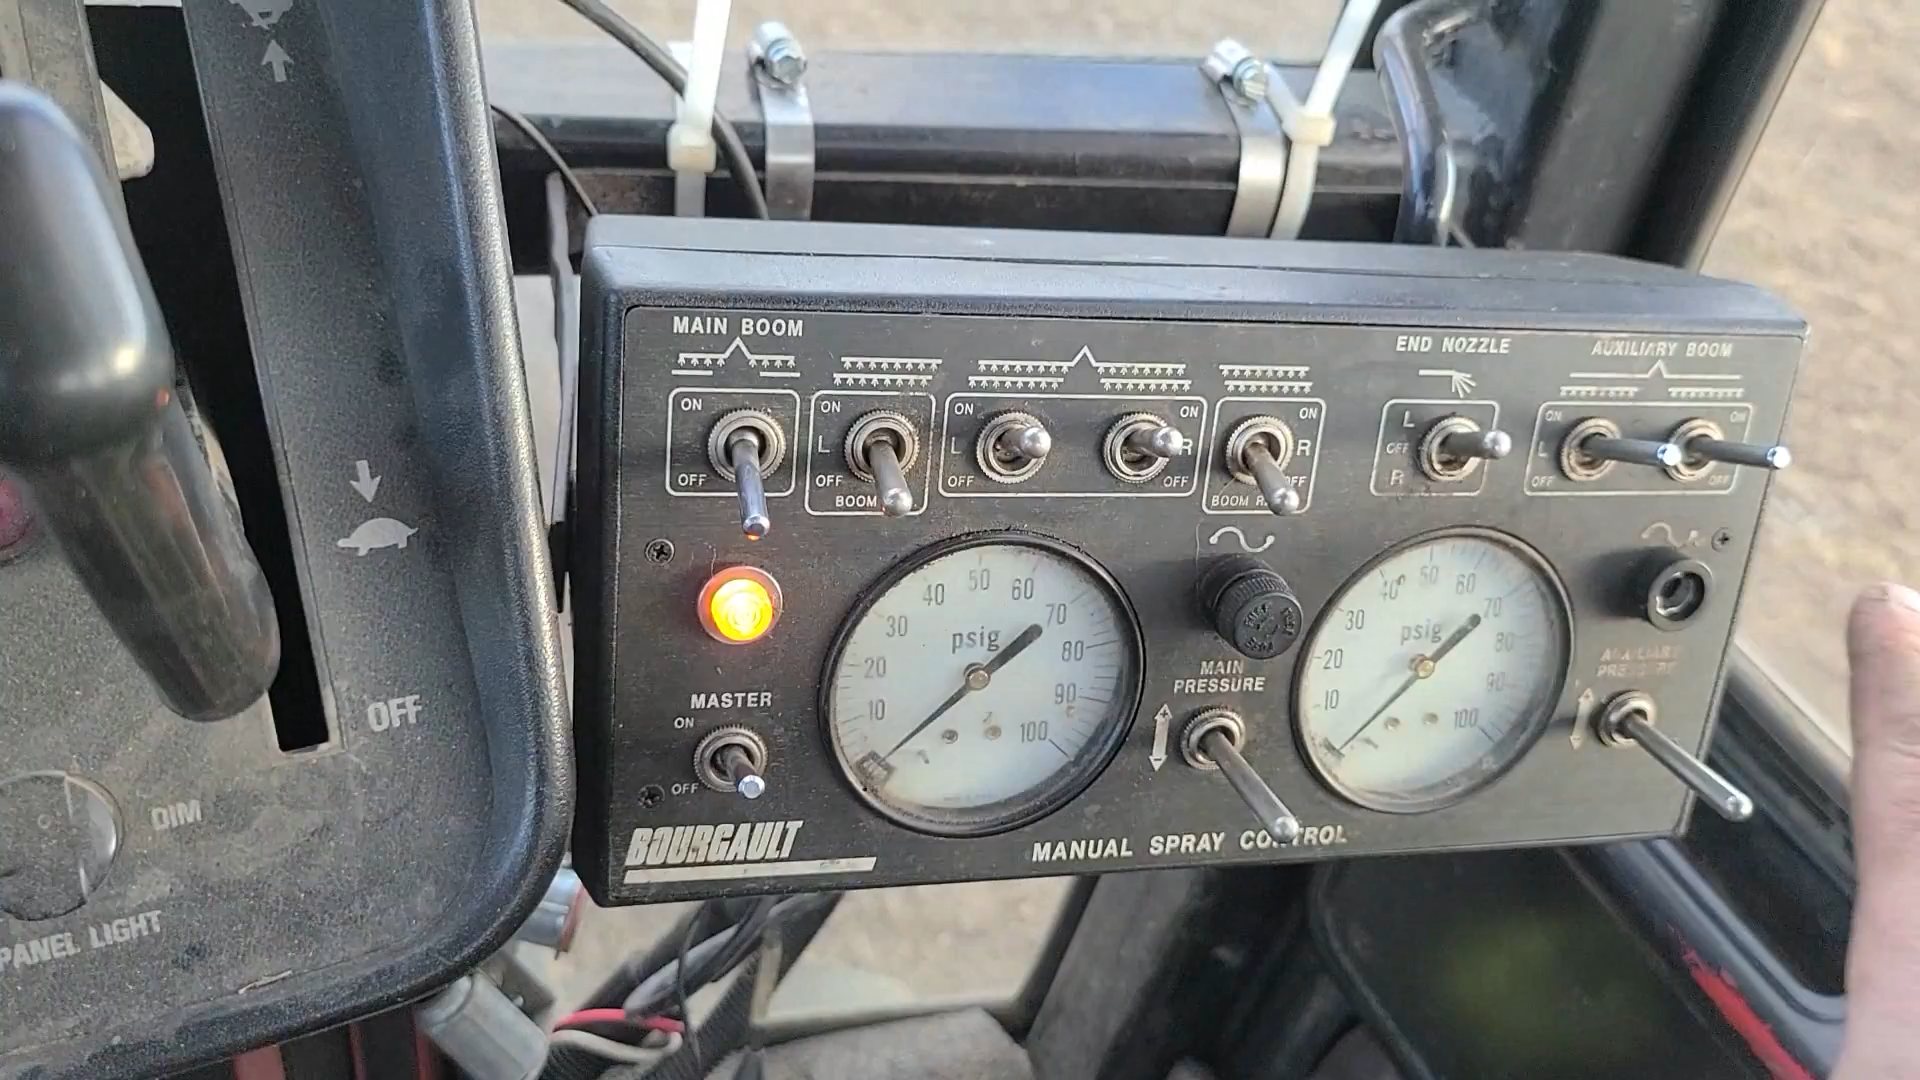 MAIN BOOM
END NOZZLE
AUXILIARY BOOM
ON
OFF
ON
L
OFF
BOOM
ON
L
OFF
ON
R
OFF
ON
R
OFF
BOOM R
L
OFF
R
ON
L
OFF
ON
OFF
MASTER
ON
OFF
10 20 30 40 50 60 70 80 90 100
psig
MAIN
PRESSURE
10 20 30 40 50 60 70 80 90 100
psig
PRESSURE
BOURGAULT
MANUAL SPRAY CONTROL
OFF
DIM
PANEL LIGHT